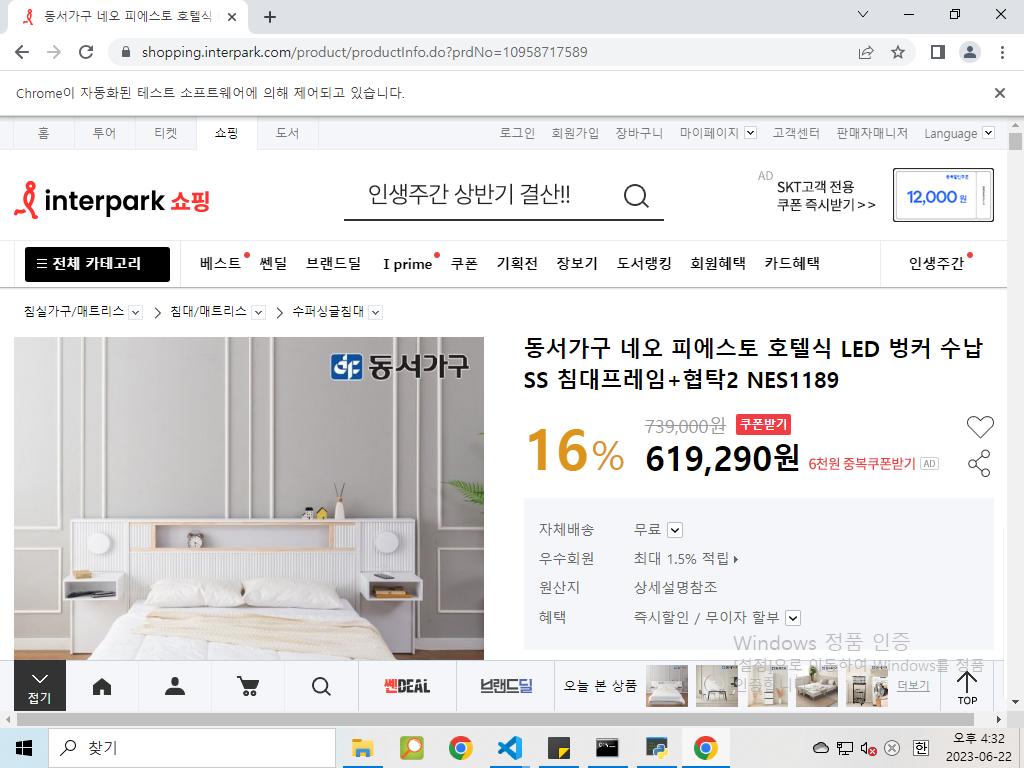 동서가구 네오 피에스토 호텔식
shopping.interpark.com/product/productInfo.do?prdNo=10958717589
Chrome이 자동화된 테스트 소프트웨어에 의해 제어되고 있습니다.
홈 투어 티켓 쇼핑 도서 로그인 회원가입 장바구니 마이페이지 고객센터 판매자매니저 Language
interpark 쇼핑 인생주간 상반기 결산!!
AD SKT고객 전용
쿠폰 즉시받기>>
12,000원
전체 카테고리 베스트 쎈딜 브랜드딜 I prime 쿠폰 기획전 장보기 도서랭킹 회원혜택 카드혜택 인생주간
침실가구/매트리스 침대/매트리스 수퍼싱글침대
동서가구
동서가구 네오 피에스토 호텔식 LED 벙커 수납
SS 침대프레임+협탁2 NES1189
16%
739,000원 쿠폰받기
619,290원 6천원 중복쿠폰받기 AD
자체배송 무료
우수회원 최대 1.5% 적립
원산지 상세설명참조
혜택 즉시할인 / 무이자 할부
Windows 정품 인증
[설정]으로 이동하여 Windows를 정품
접기 쎈DEAL 브랜드딜 오늘 본 상품 더보기 TOP
찾기
한
오후 4:32
2023-06-22